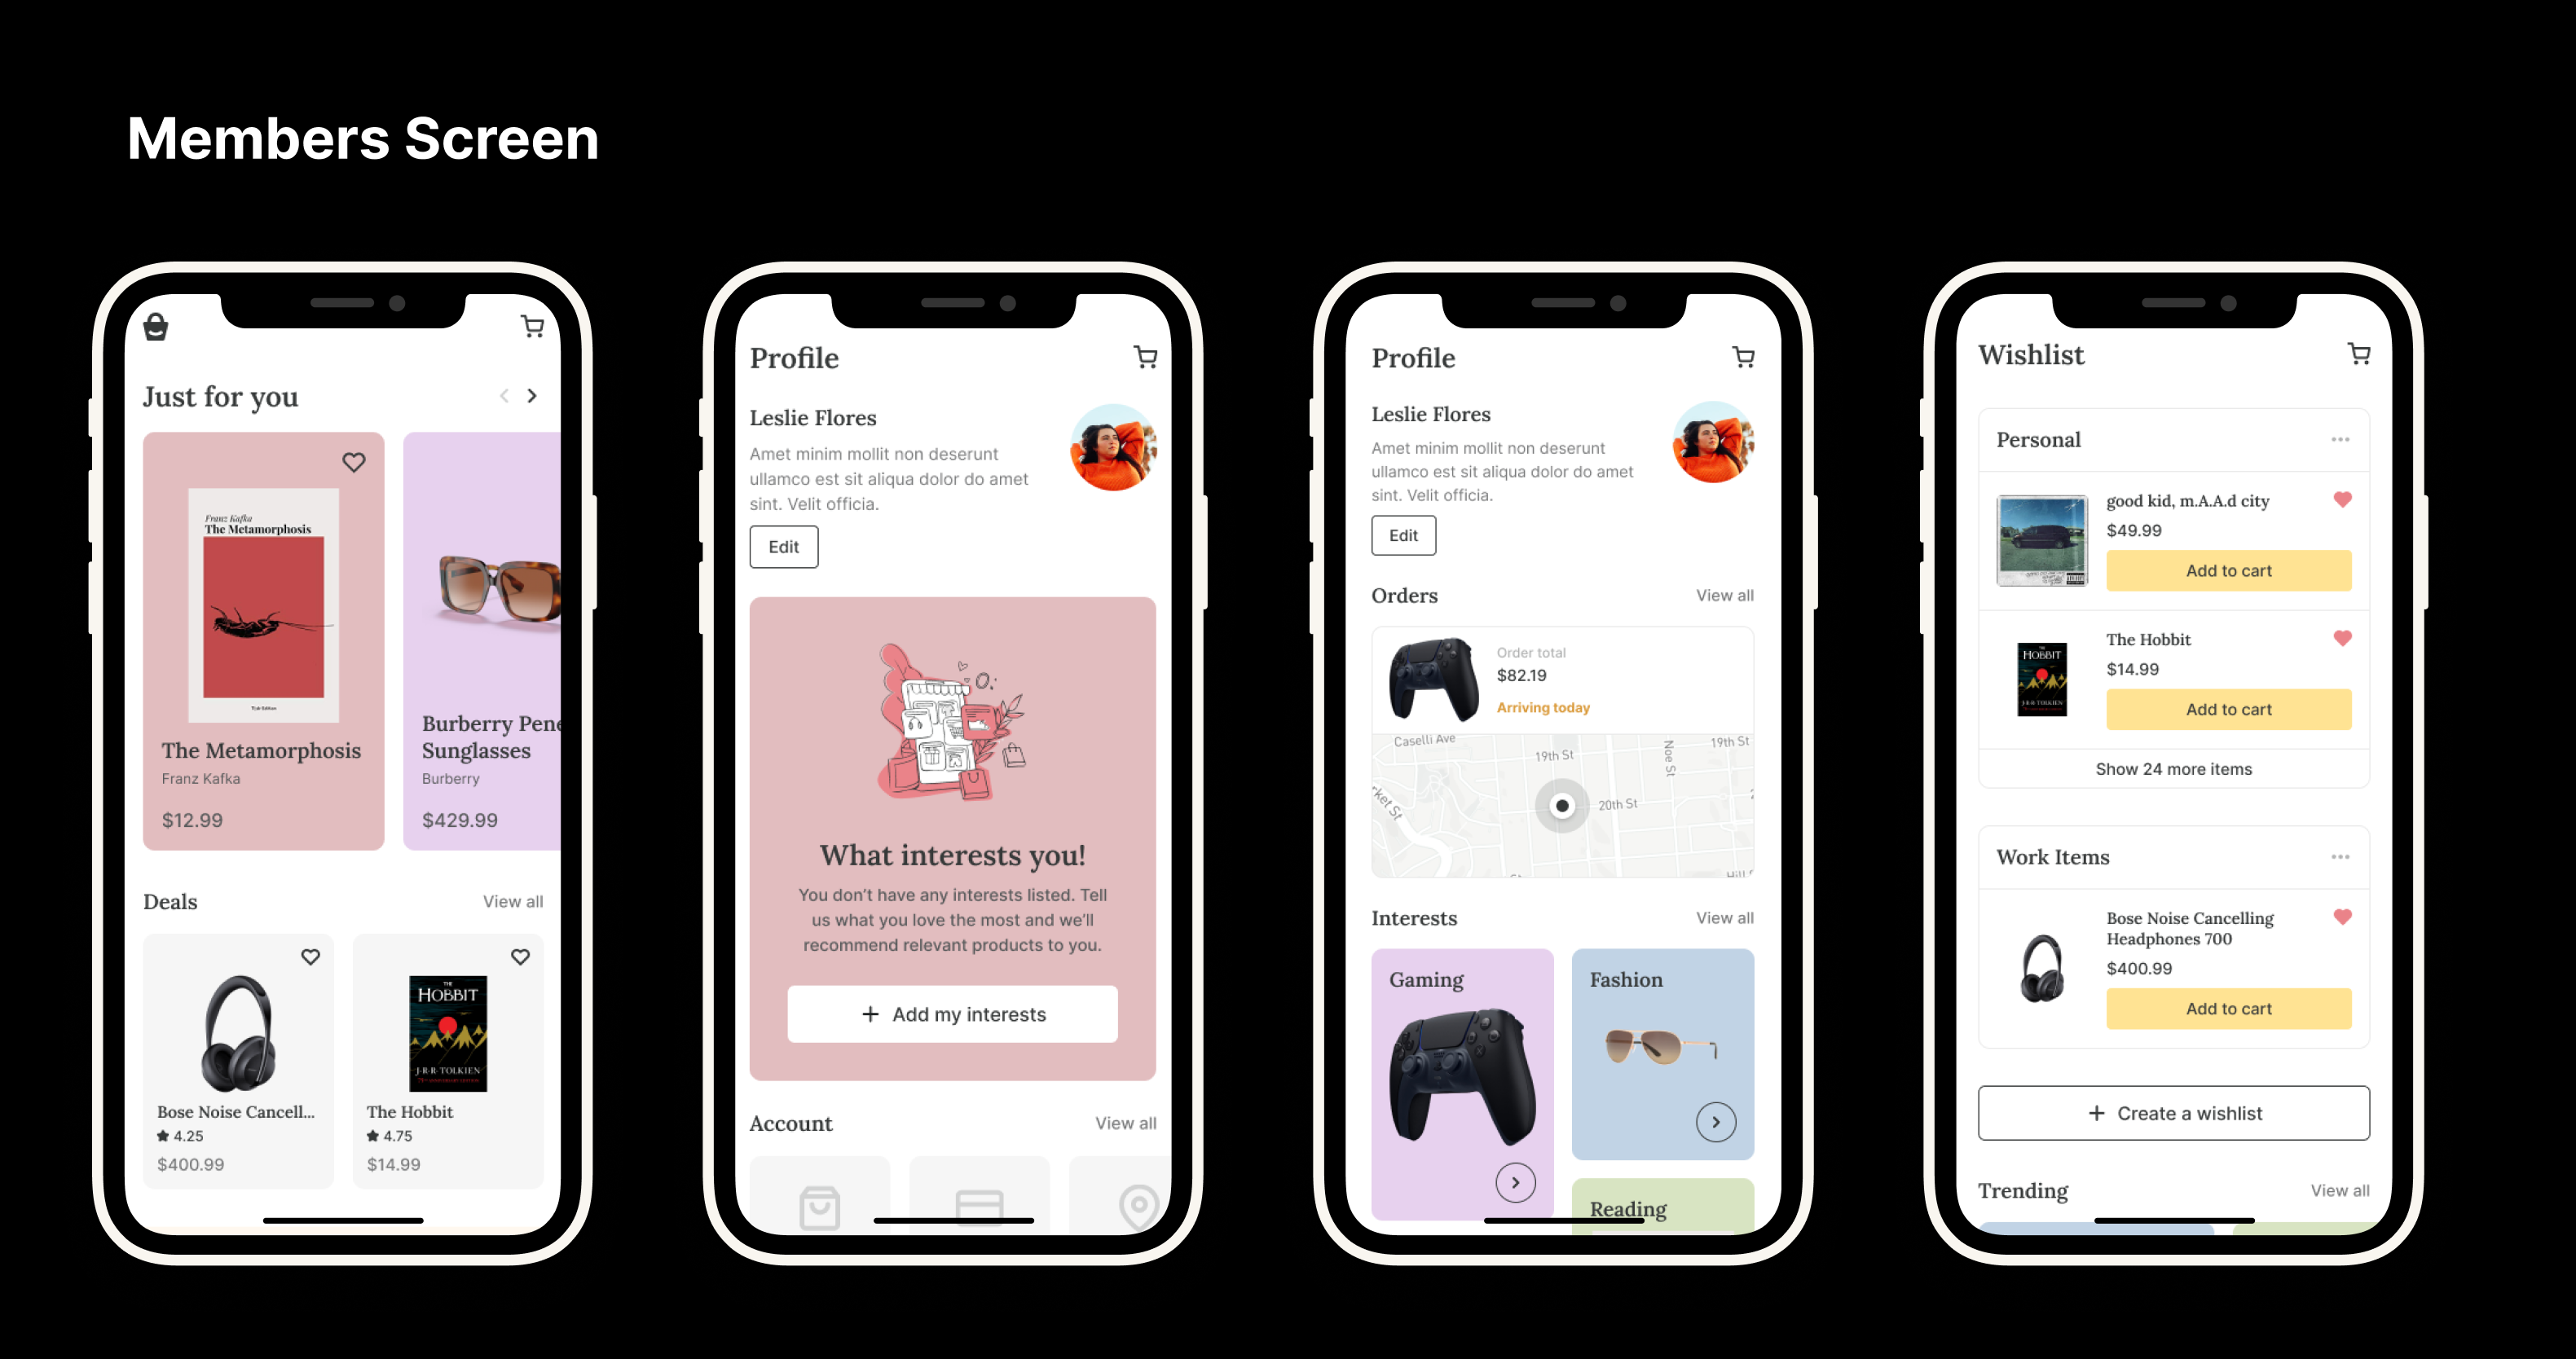 Members Screen
Just for you
Franz Kafka
The Metamorphosis
The Metamorphosis
Franz Kafka
$12.99
Burberry Pene
Sunglasses
Burberry
$429.99
Deals
View all
THE
HOBBIT
J·R·R·TOLKIEN
Bose Noise Cancell...
4.25
$400.99
The Hobbit
4.75
$14.99
Profile
Leslie Flores
Amet minim mollit non deserunt
ullamco est sit aliqua dolor do amet
sint. Velit officia.
Edit
What interests you!
You don’t have any interests listed. Tell
us what you love the most and we’ll
recommend relevant products to you.
+ Add my interests
Account
View all
Profile
Leslie Flores
Amet minim mollit non deserunt
ullamco est sit aliqua dolor do amet
sint. Velit officia.
Edit
Orders
View all
Order total
$82.19
Arriving today
Caselli Ave
19th St
Noe St
19th St
rket St
20th St
Hill
Interests
View all
Gaming
Fashion
Reading
Wishlist
Personal
good kid, m.A.A.d city
$49.99
Add to cart
THE
HOBBIT
J·R·R·TOLKIEN
The Hobbit
$14.99
Add to cart
Show 24 more items
Work Items
Bose Noise Cancelling
Headphones 700
$400.99
Add to cart
+ Create a wishlist
Trending
View all